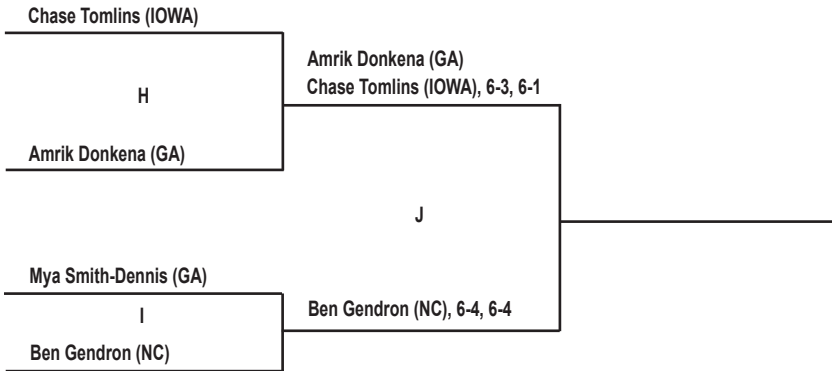 Chase Tomlins (IOWA)
H
Amrik Donkena (GA)
Amrik Donkena (GA)
Chase Tomlins (IOWA), 6-3, 6-1
J
Mya Smith-Dennis (GA)
I
Ben Gendron (NC)
Ben Gendron (NC), 6-4, 6-4